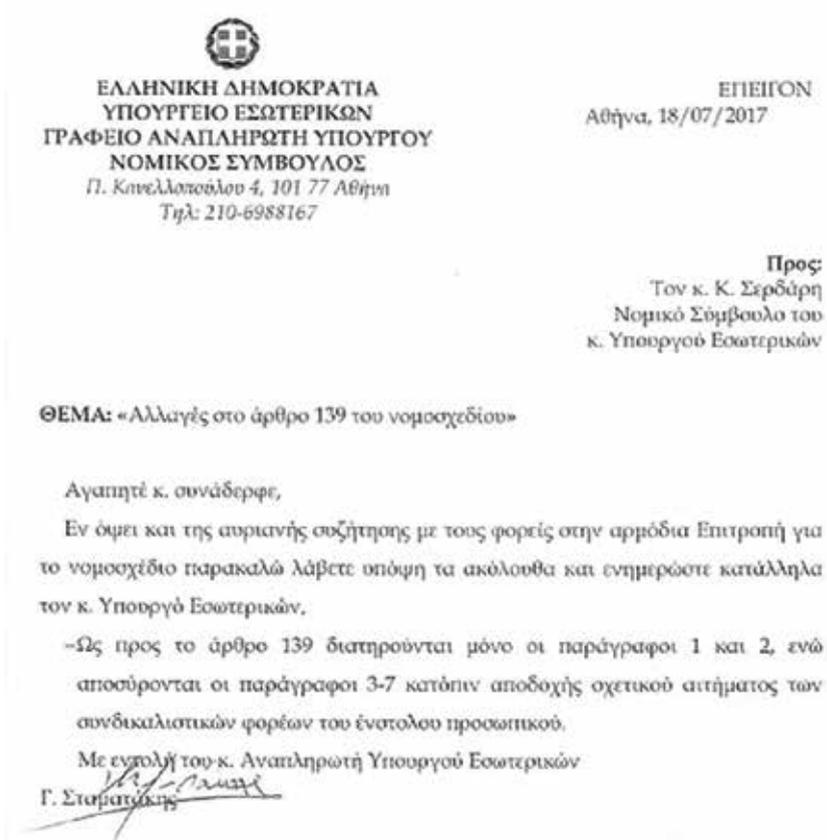 ΕΛΛΗΝΙΚΗ ΔΗΜΟΚΡΑΤΙΑ
ΥΠΟΥΡΓΕΙΟ ΕΣΩΤΕΡΙΚΩΝ
ΓΡΑΦΕΙΟ ΑΝΑΠΛΗΡΩΤΗ ΥΠΟΥΡΓΟΥ
ΝΟΜΙΚΟΣ ΣΥΜΒΟΥΛΟΣ
Π. Κανελλοπούλου 4, 101 77 Αθήνα
Τηλ: 210-6988167
ΕΠΕΙΓΟΝ
Αθήνα, 18/07/2017
Προς:
Τον κ. Κ. Σερδάρη
Νομικό Σύμβουλο του
κ. Υπουργού Εσωτερικών
ΘΕΜΑ: «Αλλαγές στο άρθρο 139 του νομοσχεδίου»
Αγαπητέ κ. συνάδερφε,
Εν όψει και της αυριανής συζήτησης με τους φορείς στην αρμόδια Επιτροπή για
το νομοσχέδιο παρακαλώ λάβετε υπόψη τα ακόλουθα και ενημερώστε κατάλληλα
τον κ. Υπουργό Εσωτερικών.
-Ως προς το άρθρο 139 διατηρούνται μόνο οι παράγραφοι 1 και 2, ενώ
αποσύρονται οι παράγραφοι 3-7 κατόπιν αποδοχής σχετικού αιτήματος των
συνδικαλιστικών φορέων του ένστολου προσωπικού.
Με εντολή του κ. Αναπληρωτή Υπουργού Εσωτερικών
Γ. Σταματάκης